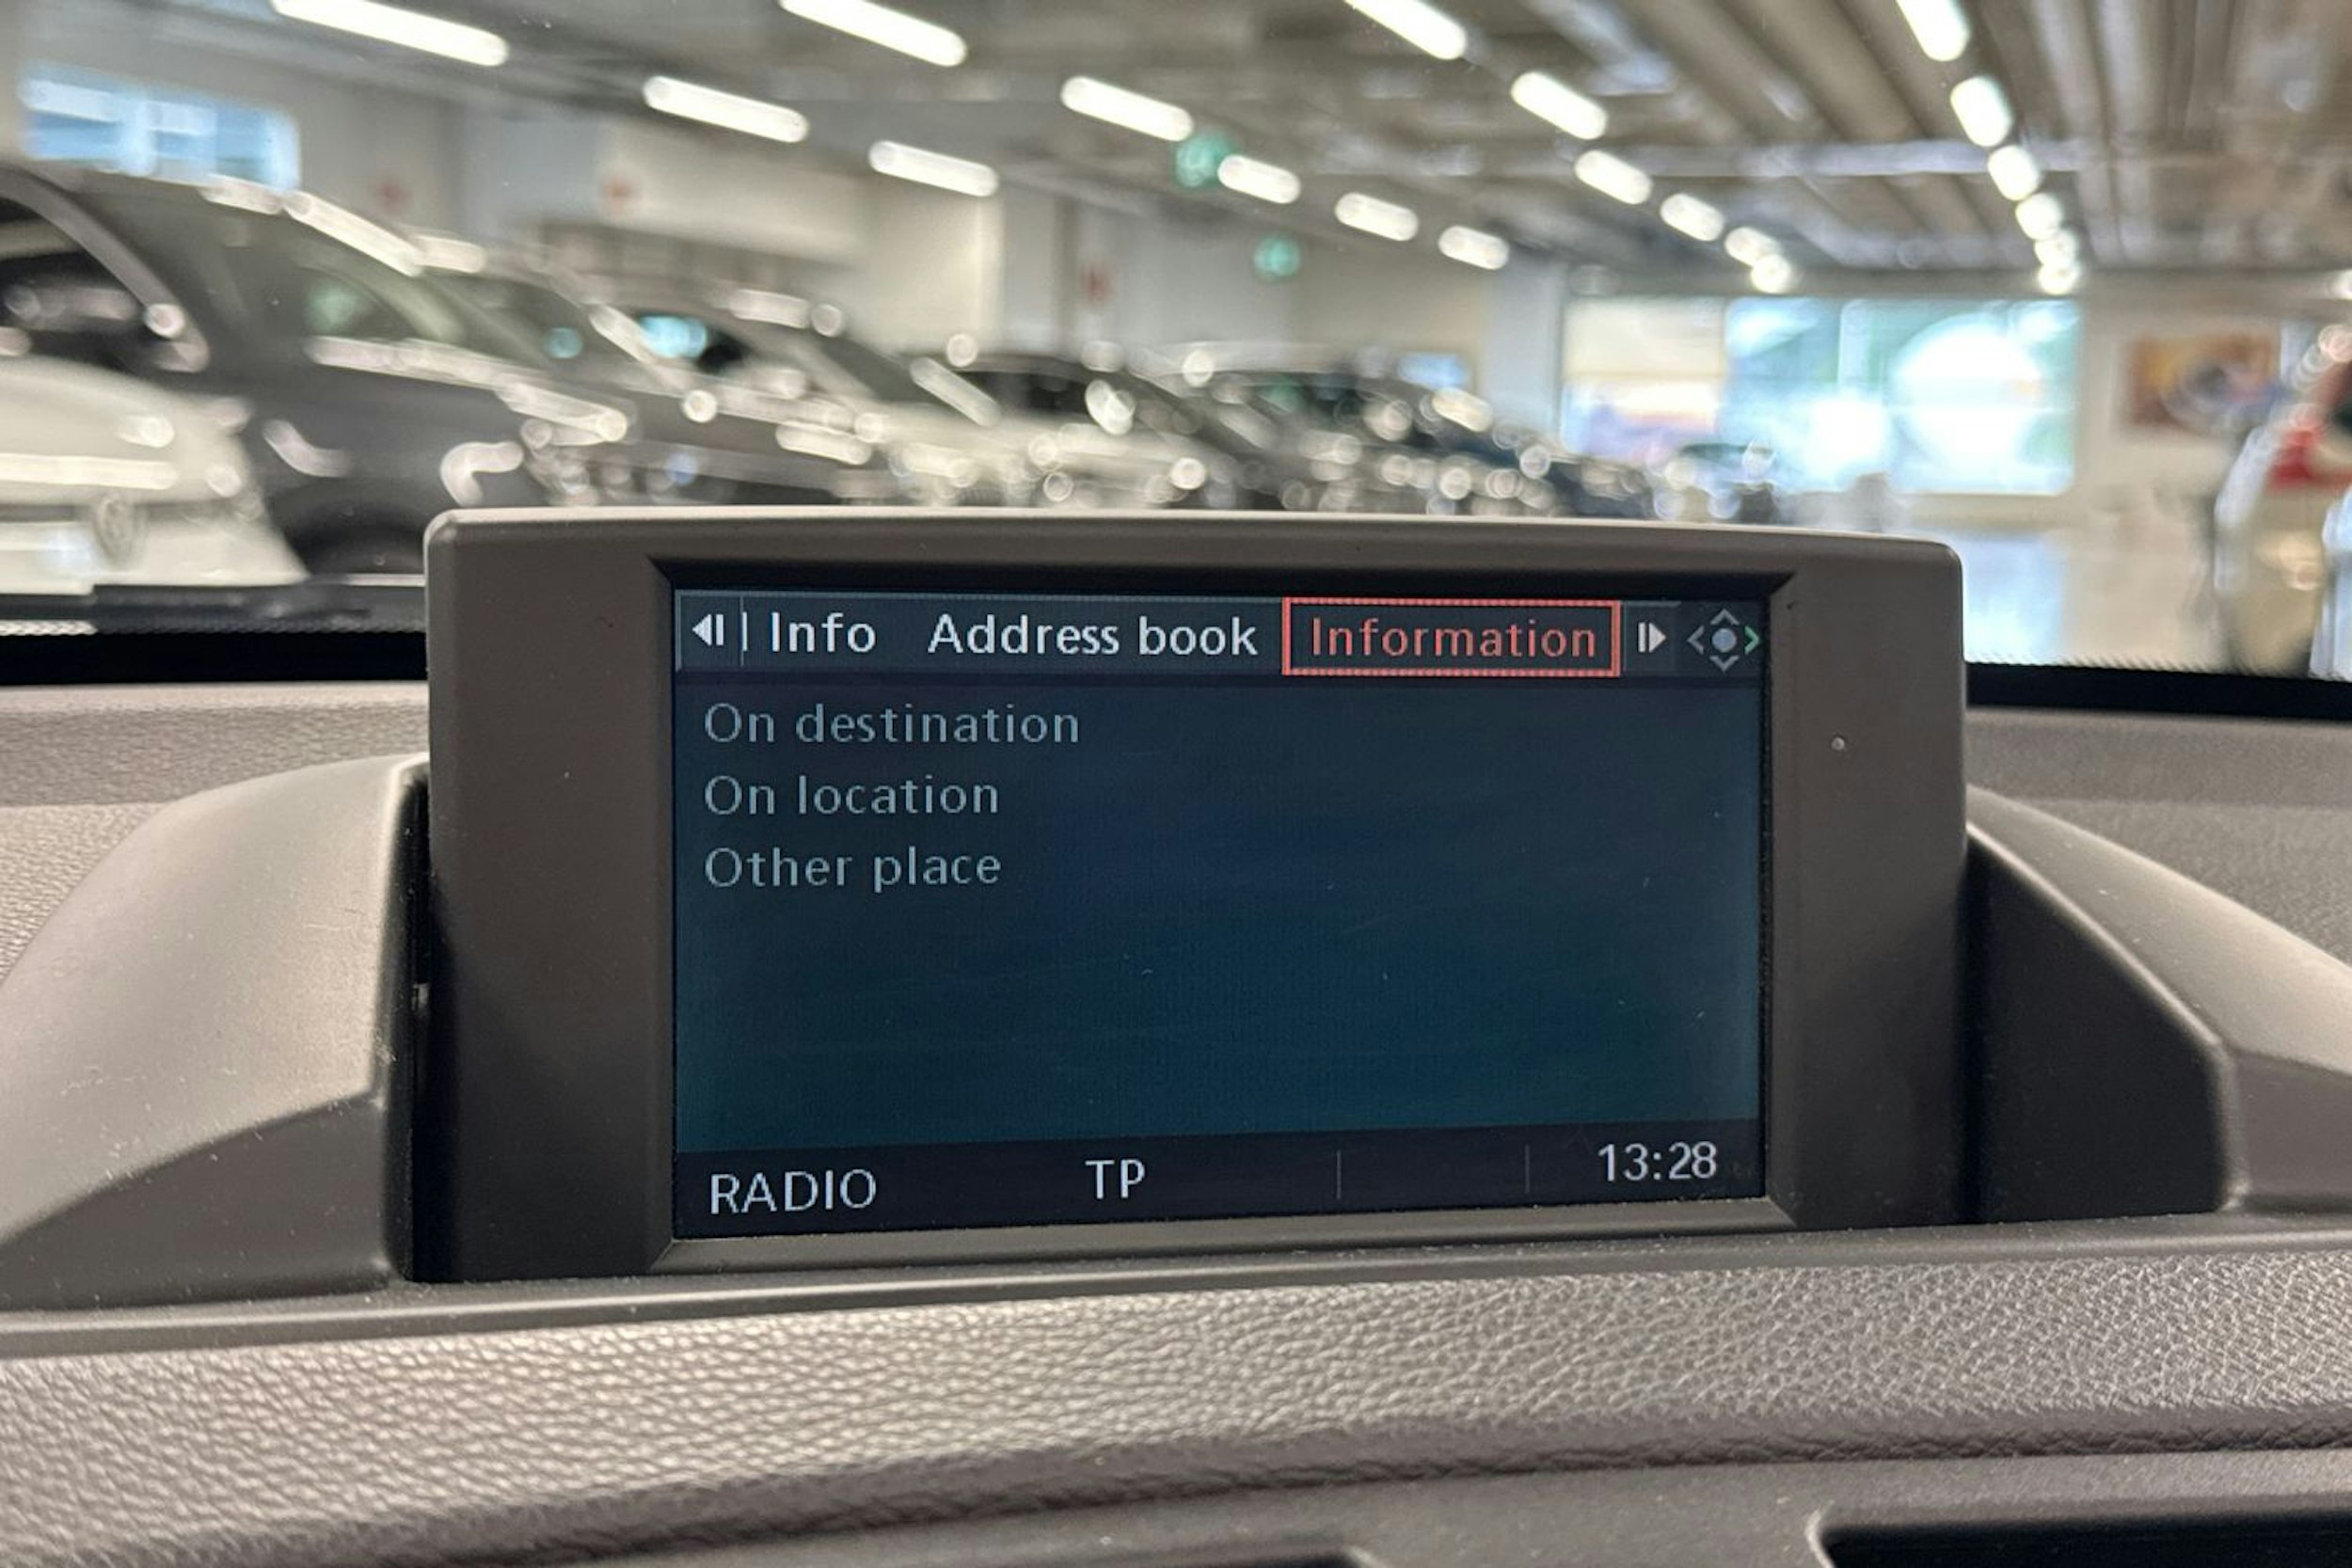 Info Address book Information
On destination
On location
Other place
RADIO TP 13:28